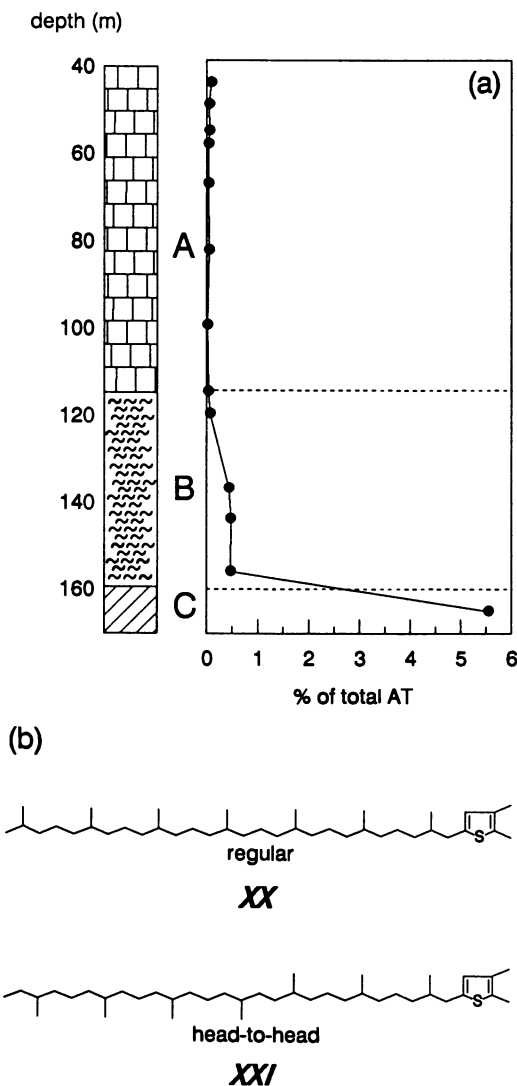 depth (m)
(a)
40
60
80
100
120
140
160
A
B
C
0 1 2 3 4 5 6
% of total AT
(b)
S
regular
XX
S
head-to-head
XXI